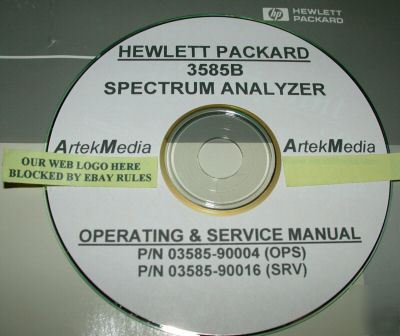 hp HEWLETT
PACKARD
HEWLETT PACKARD
3585B
SPECTRUM ANALYZER
ArtekMedia ArtekMedia
OUR WEB LOGO HERE
BLOCKED BY EBAY RULES
OPERATING & SERVICE MANUAL
P/N 03585-90004 (OPS)
P/N 03585-90016 (SRV)